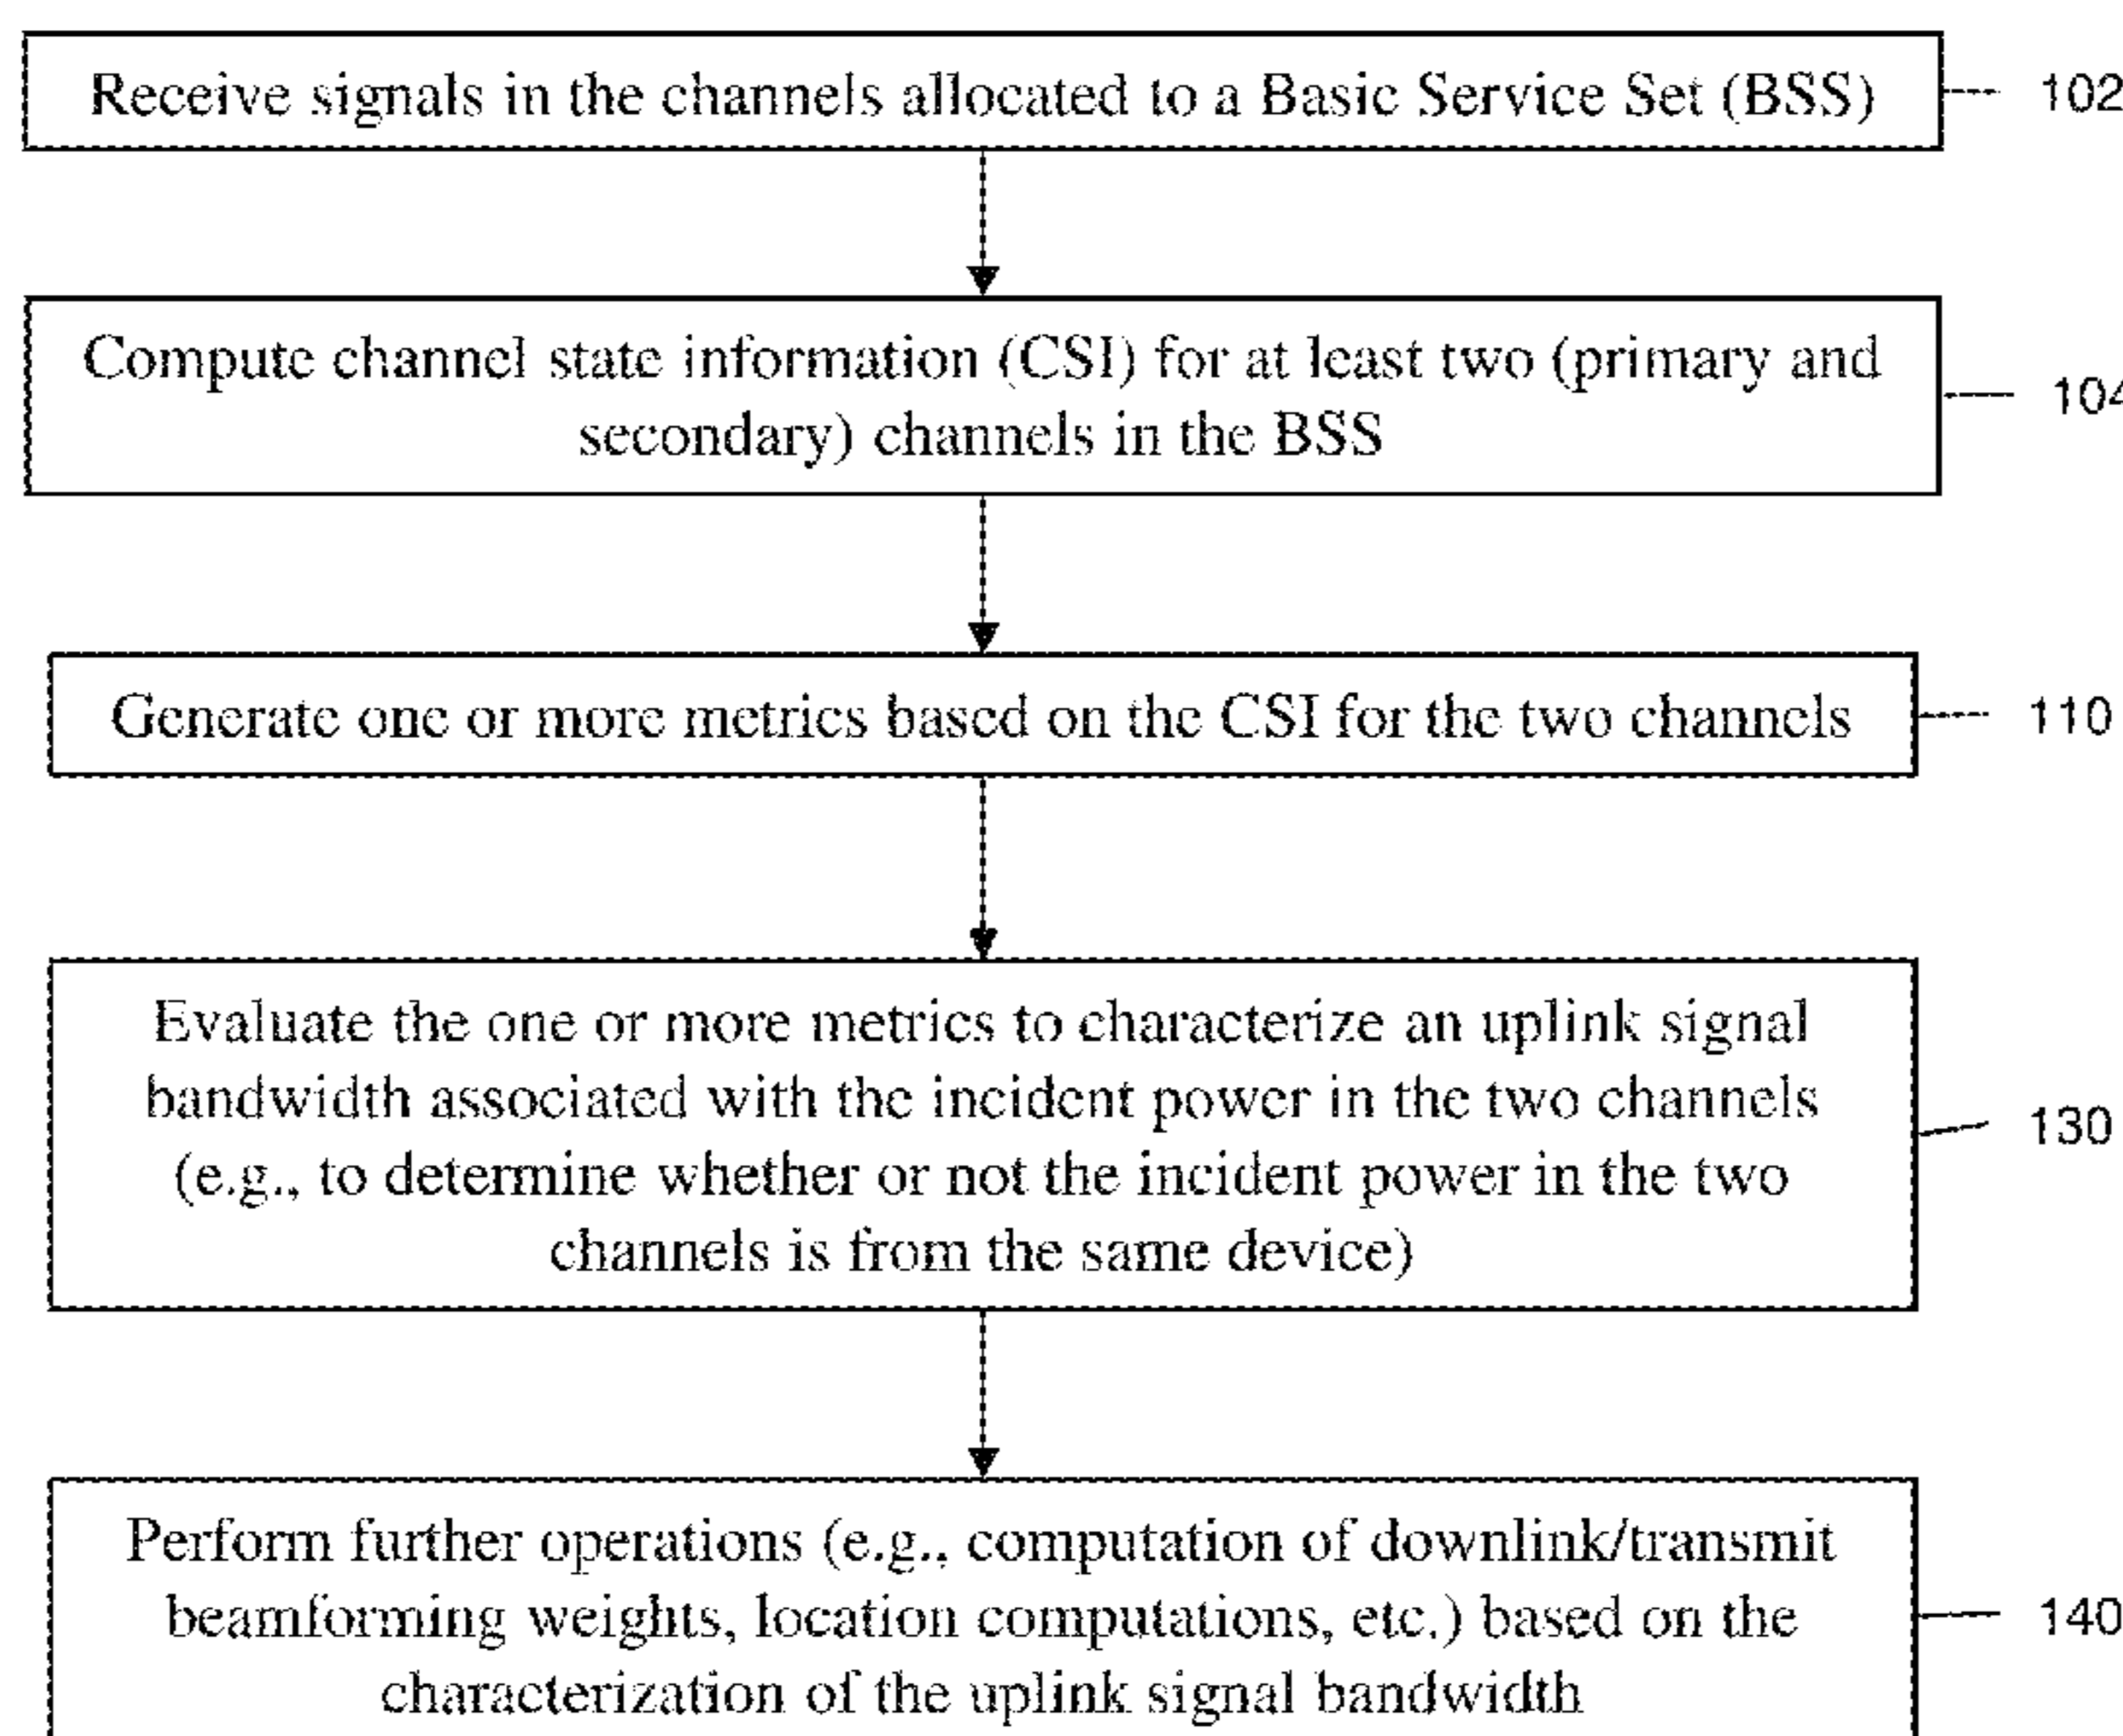 Receive signals in the channels allocated to a Basic Service Set (BSS)
102
Compute channel state information (CSI) for at least two (primary and
secondary) channels in the BSS
104
Generate one or more metrics based on the CSI for the two channels
110
Evaluate the one or more metrics to characterize an uplink signal
bandwidth associated with the incident power in the two channels
(e.g., to determine whether or not the incident power in the two
channels is from the same device)
130
Perform further operations (e.g., computation of downlink/transmit
beamforming weights, location computations, etc.) based on the
characterization of the uplink signal bandwidth
140